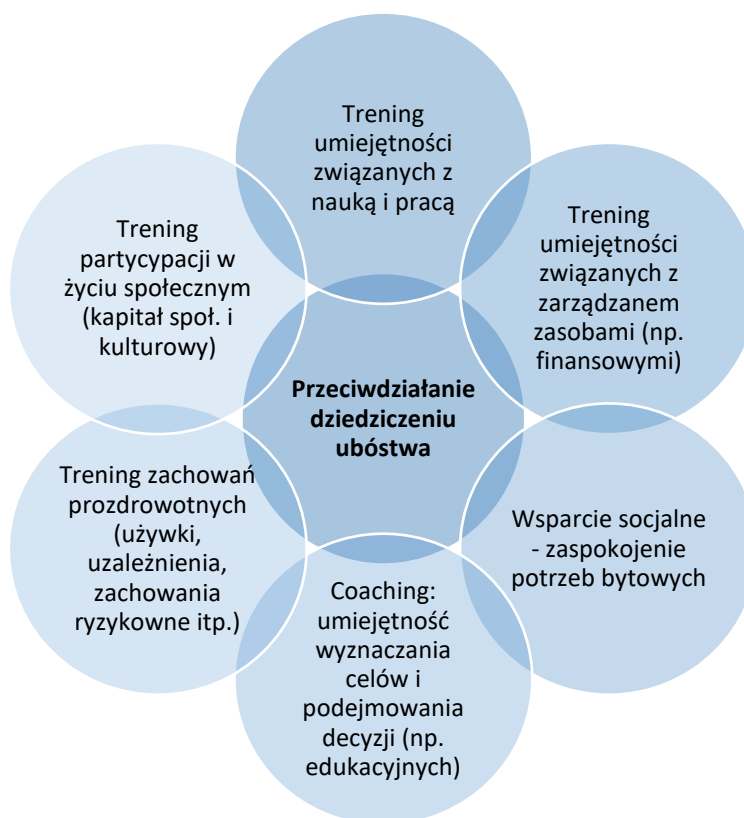 Trening
umiejętności
związanych z
nauką i pracą
Trening
umiejętności
związanych z
zarządzanem
zasobami (np.
finansowymi)
Wsparcie socjalne
- zaspokojenie
potrzeb bytowych
Coaching:
umiejętność
wyznaczania
celów i
podejmowania
decyzji (np.
edukacyjnych)
Trening zachowań
prozdrowotnych
(używki,
uzależnienia,
zachowania
ryzykowne itp.)
Trening
partycypacji w
życiu społecznym
(kapitał społ. i
kulturowy)
Przeciwdziałanie
dziedziczeniu
ubóstwa